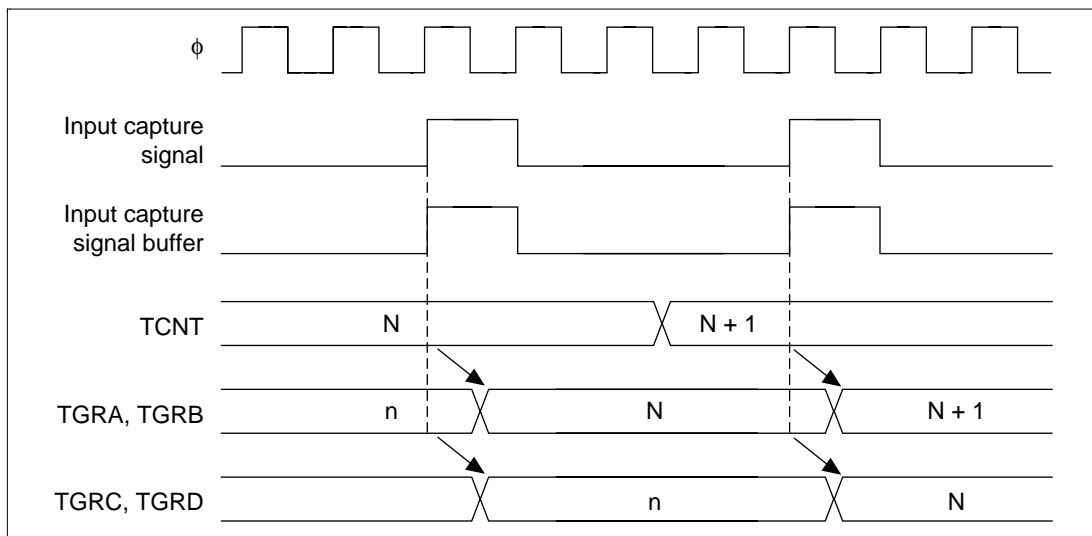 ϕ
Input capture
signal
Input capture
signal buffer
TCNT N N + 1
TGRA, TGRB n N N + 1
TGRC, TGRD n N